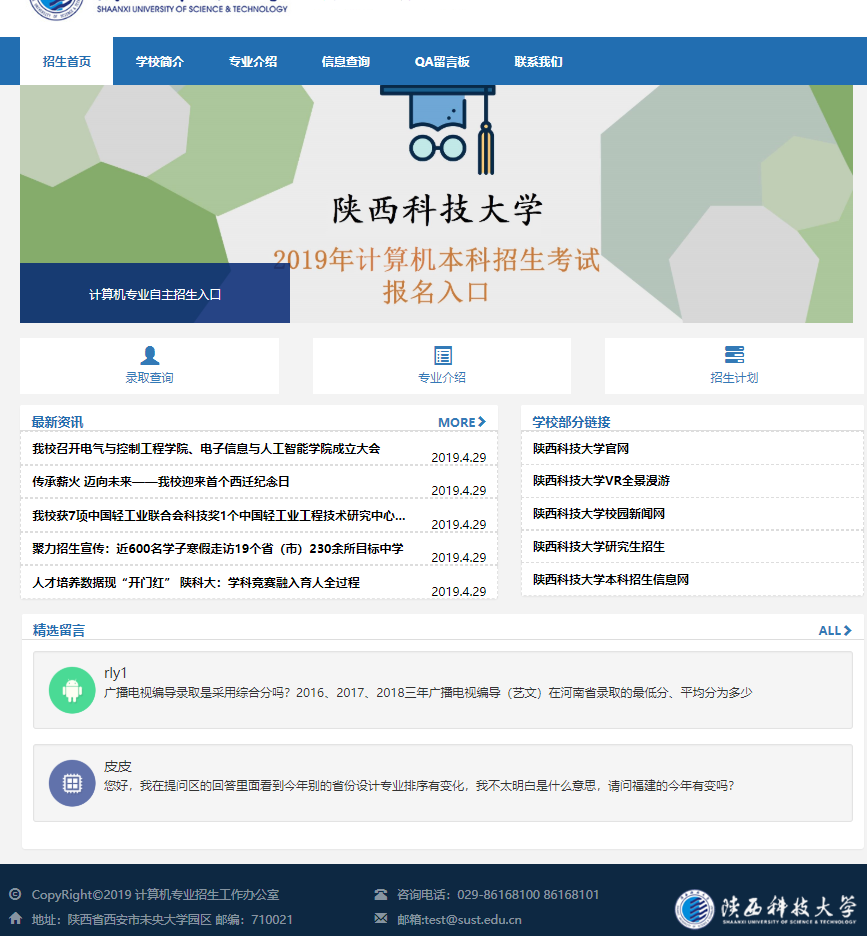 SHAANXI UNIVERSITY OF SCIENCE & TECHNOLOGY
招生首页 学校简介 专业介绍 信息查询 QA留言板 联系我们
陕西科技大学
2019年计算机本科招生考试
报名入口
计算机专业自主招生入口
录取查询 专业介绍 招生计划
最新资讯 MORE
我校召开电气与控制工程学院、电子信息与人工智能学院成立大会 2019.4.29
传承薪火 迈向未来——我校迎来首个西迁纪念日 2019.4.29
我校获7项中国轻工业联合会科技奖1个中国轻工业工程技术研究中心... 2019.4.29
聚力招生宣传：近600名学子寒假走访19个省（市）230余所目标中学 2019.4.29
人才培养数据现“开门红” 陕科大：学科竞赛融入育人全过程 2019.4.29
学校部分链接
陕西科技大学官网
陕西科技大学VR全景漫游
陕西科技大学校园新闻网
陕西科技大学研究生招生
陕西科技大学本科招生信息网
精选留言 ALL
rly1
广播电视编导录取是采用综合分吗？2016、2017、2018三年广播电视编导（艺文）在河南省录取的最低分、平均分为多少
皮皮
您好，我在提问区的回答里面看到今年别的省份设计专业排序有变化，我不太明白是什么意思，请问福建的今年有变吗？
CopyRight©2019 计算机专业招生工作办公室
地址：陕西省西安市未央大学园区 邮编：710021
咨询电话：029-86168100 86168101
邮箱:test@sust.edu.cn
陕西科技大学
SHAANXI UNIVERSITY OF SCIENCE & TECHNOLOGY